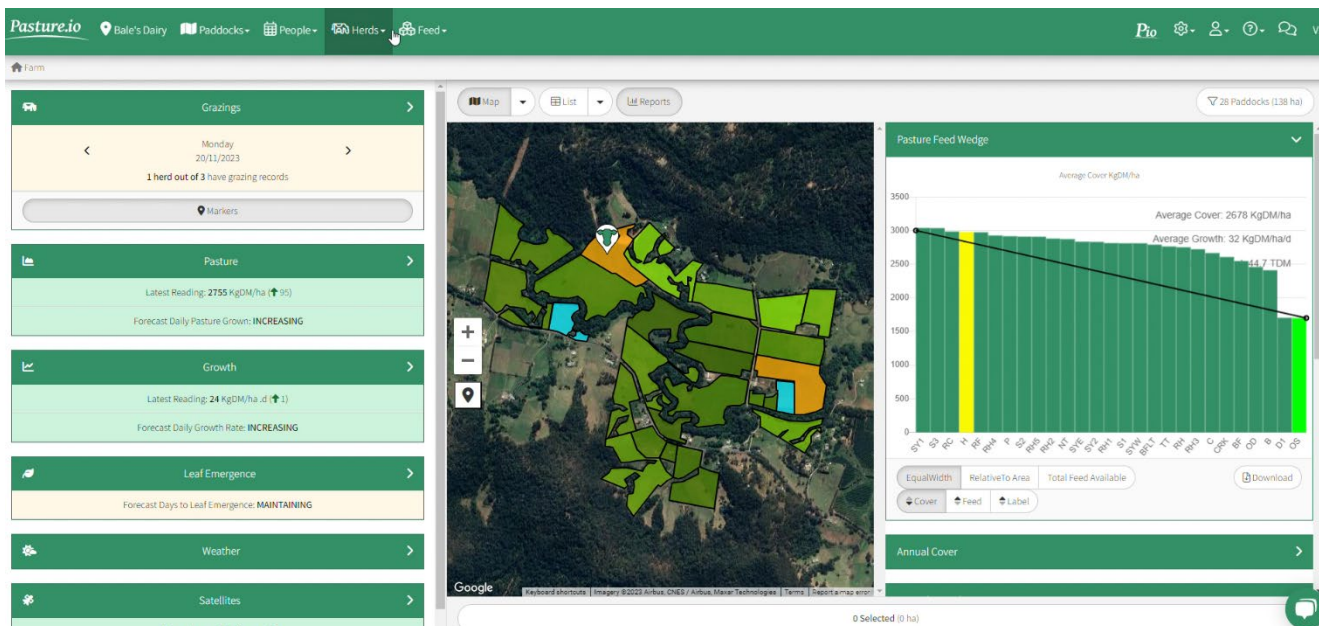 Pasture.io
Bale's Dairy
Paddocks
People
Herds
Feed
Pio
Farm
Grazings
Monday
20/11/2023
1 herd out of 3 have grazing records
Markers
Pasture
Latest Reading: 2755 KgDM/ha (↑ 95)
Forecast Daily Pasture Grown: INCREASING
Growth
Latest Reading: 24 KgDM/ha .d (↑ 1)
Forecast Daily Growth Rate: INCREASING
Leaf Emergence
Forecast Days to Leaf Emergence: MAINTAINING
Weather
Satellites
Map
List
Reports
28 Paddocks (138 ha)
Google
Keyboard shortcuts
Imagery ©2023 Airbus, CNES / Airbus, Maxar Technologies
Terms
Report a map error
Pasture Feed Wedge
Average Cover KgDM/ha
3500
3000
2500
2000
1500
1000
500
0
Average Cover: 2678 KgDM/ha
Average Growth: 32 KgDM/ha/d
44.7 TDM
SY1
S3
RC
H
RF
RH4
P
S2
RH5
RH2
NT
SYE
SY2
RH1
S1
SYW
BFLT
TT
RH
RH3
C
CRK
BF
OD
B
D1
OS
EqualWidth
RelativeTo Area
Total Feed Available
Download
Cover
Feed
Label
Annual Cover
0 Selected (0 ha)